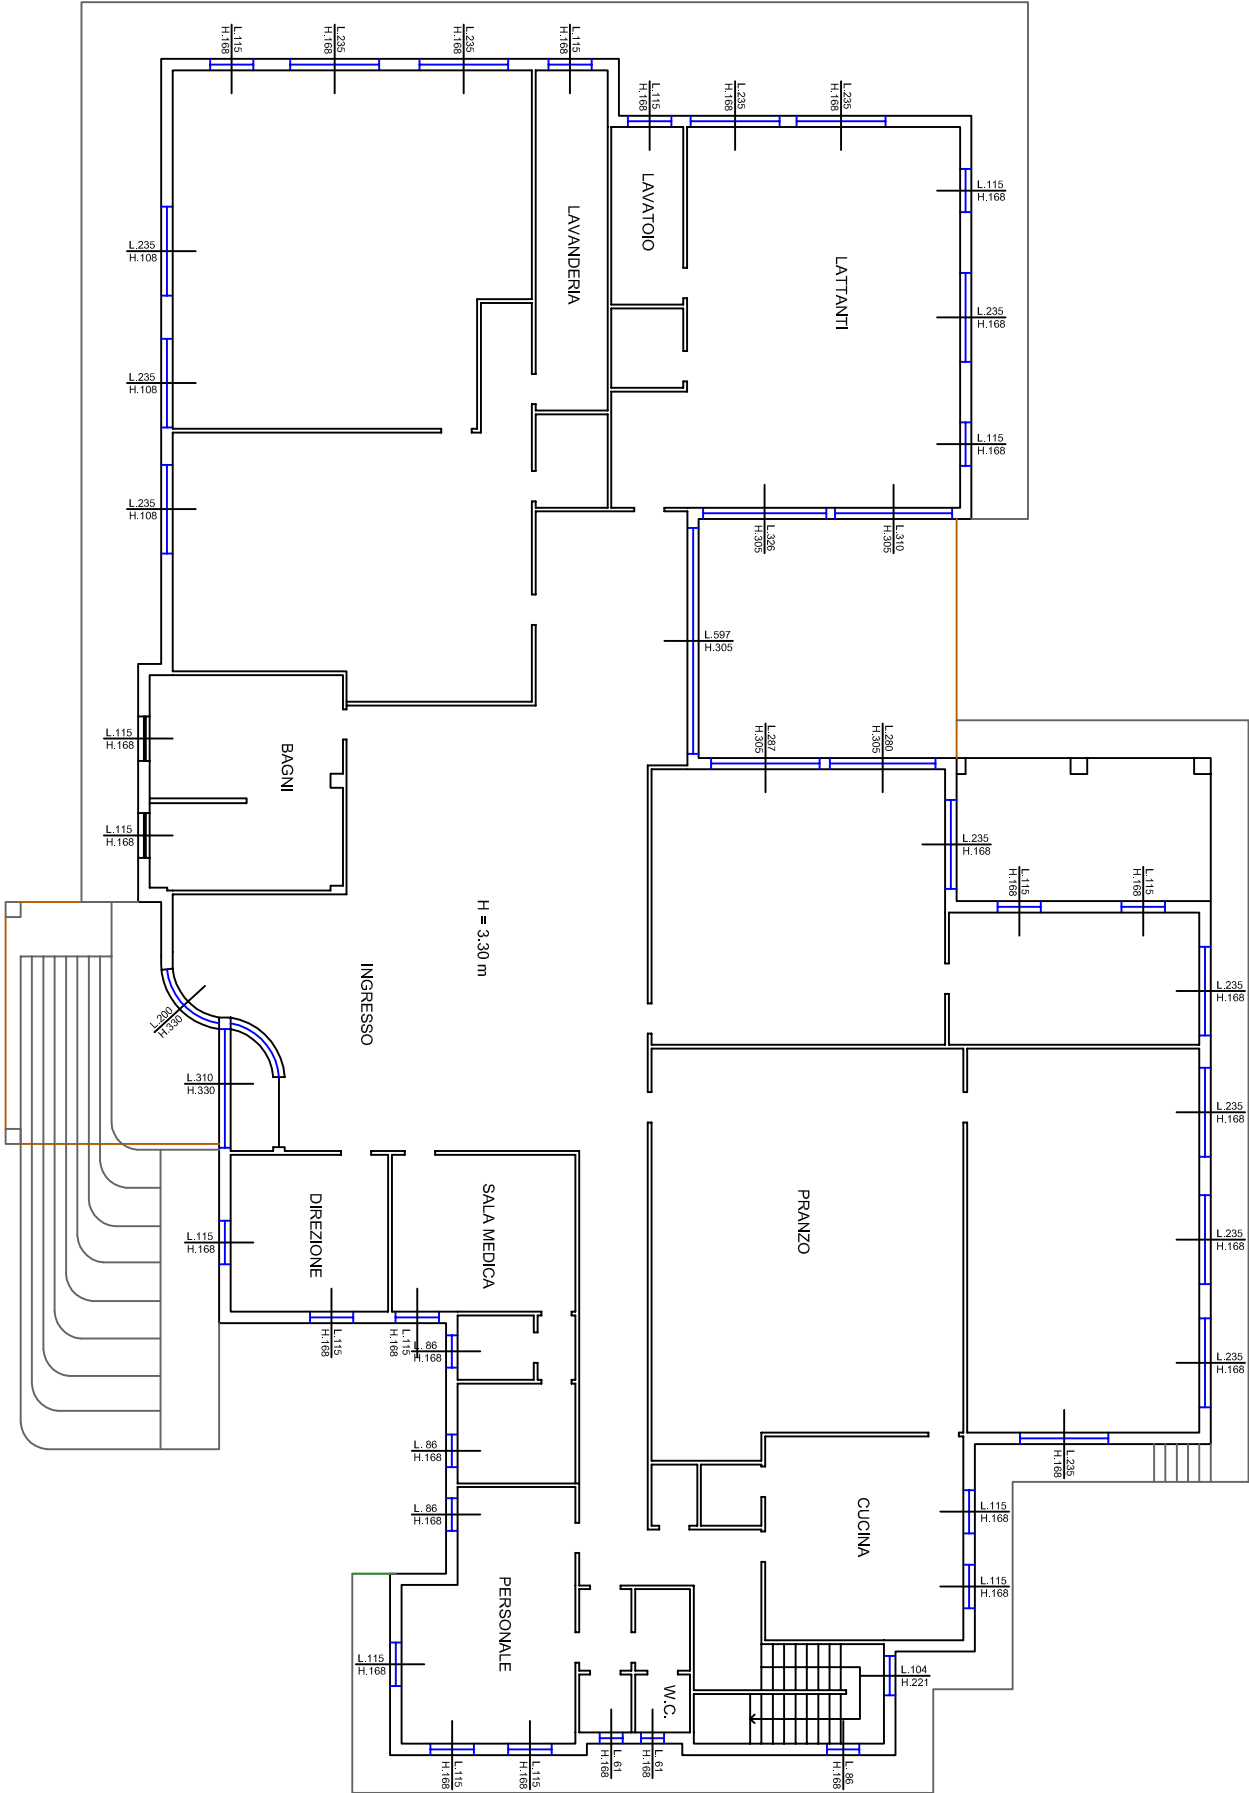 L.115
H.168
L.235
H.168
L.235
H.168
L.115
H.168
L.115
H.168
L.235
H.168
L.235
H.168
L.115
H.168
LAVATOIO
LAVANDERIA
LATTANTI
L.235
H.108
L.235
H.168
L.235
H.108
L.115
H.168
L.235
H.108
L.326
H.305
L.310
H.305
L.597
H.305
L.115
H.168
BAGNI
L.287
H.305
L.280
H.305
L.115
H.168
L.235
H.168
L.115
H.168
L.115
H.168
H = 3.30 m
INGRESSO
L.235
H.168
L.200
H.330
L.310
H.330
L.235
H.168
DIREZIONE
SALA MEDICA
PRANZO
L.115
H.168
L.235
H.168
L.115
H.168
L.115
H.168
L. 86
H.168
L.235
H.168
L. 86
H.168
L.235
H.168
L. 86
H.168
CUCINA
L.115
H.168
L.115
H.168
PERSONALE
L.115
H.168
W.C.
L.104
H.221
L.115
H.168
L.115
H.168
L. 61
H.168
L. 61
H.168
L. 86
H.168